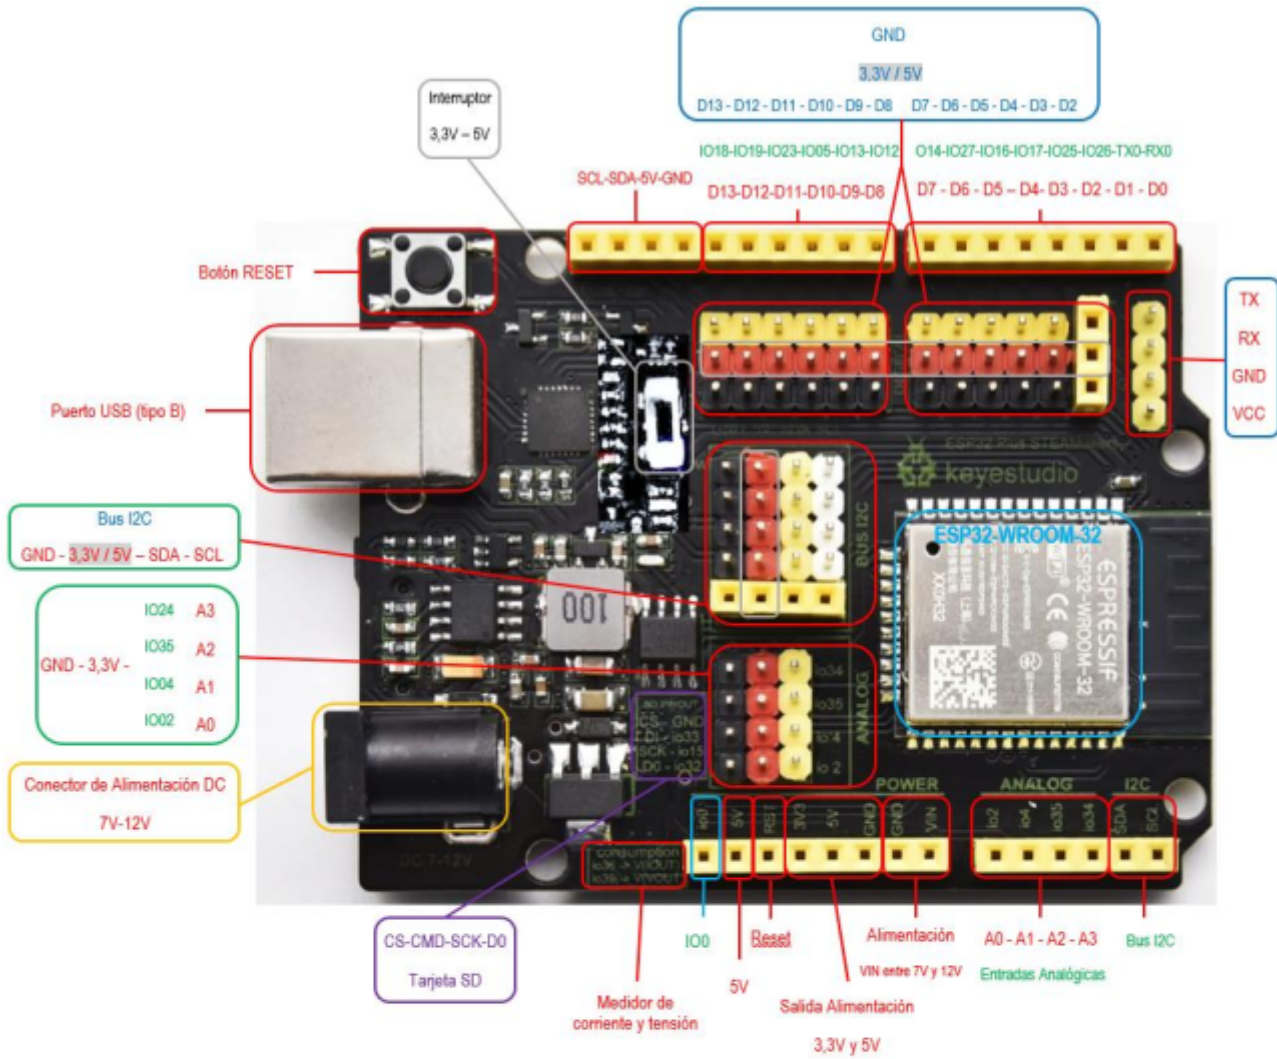 GND
3.3V / 5V
D13 - D12 - D11 - D10 - D9 - D8 D7 - D6 - D5 - D4 - D3 - D2
Interruptor
3,3V – 5V
IO18-IO19-IO23-IO05-IO13-IO12 O14-IO27-IO16-IO17-IO25-IO26-TX0-RX0
SCL-SDA-5V-GND
D13-D12-D11-D10-D9-D8 D7 - D6 - D5 – D4- D3 - D2 - D1 - D0
Botón RESET
TX
RX
GND
VCC
Puerto USB (tipo B)
keyestudio
Bus I2C
GND - 3,3V / 5V – SDA - SCL
BUS I2C
ESP32-WROOM-32
ESPRESSIF
ESP32-WROOM-32
100
IO24 A3
IO35 A2
GND - 3,3V -
IO04 A1
IO02 A0
io34
io35
io 4
io 2
ANALOG
CS - GND
DI - io33
SCK - io15
DO - io32
Conector de Alimentación DC
7V-12V
DC 7-12V
POWER ANALOG I2C
io0 5V RST 3V3 5V GND GND VIN io2 io4 io35 io34 SDA SCL
Consumption
CS-CMD-SCK-D0
Tarjeta SD
IO0
5V
Reset
Alimentación
VIN entre 7V y 12V
A0 - A1 - A2 - A3
Entradas Analógicas
Bus I2C
Medidor de
corriente y tensión
Salida Alimentación
3,3V y 5V